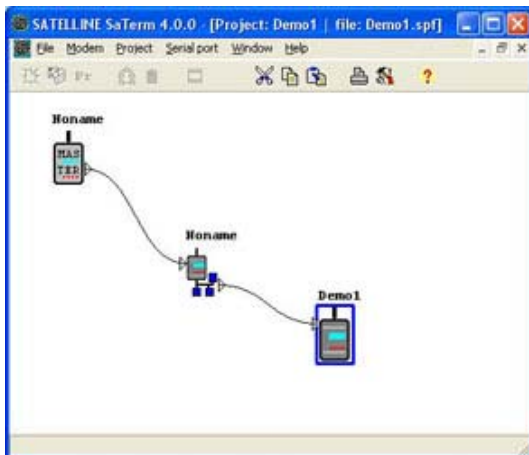 SATELLINE SaTerm 4.0.0 - [Project: Demo1 | file: Demo1.spf]
File Modem Project Serial port Window Help
Pr ?
Noname
MAS
TER
Noname
Demo1